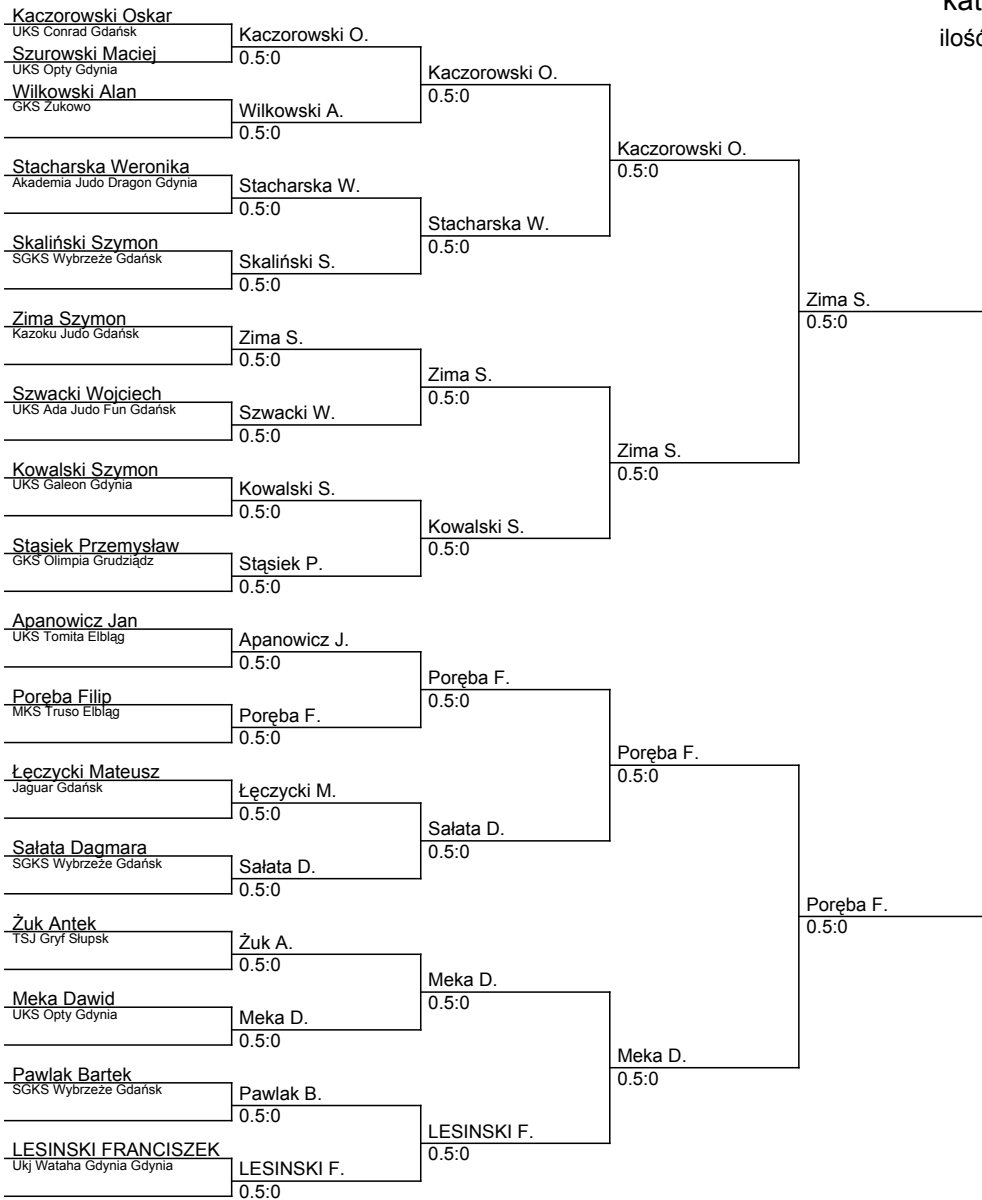 kat
ilość
Kaczorowski Oskar
UKS Conrad Gdańsk
Szurowski Maciej
UKS Opty Gdynia
Wilkowski Alan
GKS Żukowo
Stacharska Weronika
Akademia Judo Dragon Gdynia
Skaliński Szymon
SGKS Wybrzeże Gdańsk
Zima Szymon
Kazoku Judo Gdańsk
Szwacki Wojciech
UKS Ada Judo Fun Gdańsk
Kowalski Szymon
UKS Galeon Gdynia
Stąsiek Przemysław
GKS Olimpia Grudziądz
Apanowicz Jan
UKS Tomita Elbląg
Poręba Filip
MKS Truso Elbląg
Łęczycki Mateusz
Jaguar Gdańsk
Sałata Dagmara
SGKS Wybrzeże Gdańsk
Żuk Antek
TSJ Gryf Słupsk
Meka Dawid
UKS Opty Gdynia
Pawlak Bartek
SGKS Wybrzeże Gdańsk
LESINSKI FRANCISZEK
Ukj Wataha Gdynia Gdynia
Kaczorowski O.
0.5:0
Wilkowski A.
0.5:0
Stacharska W.
0.5:0
Skaliński S.
0.5:0
Zima S.
0.5:0
Szwacki W.
0.5:0
Kowalski S.
0.5:0
Stąsiek P.
0.5:0
Apanowicz J.
0.5:0
Poręba F.
0.5:0
Łęczycki M.
0.5:0
Sałata D.
0.5:0
Żuk A.
0.5:0
Meka D.
0.5:0
Pawlak B.
0.5:0
LESINSKI F.
0.5:0
Kaczorowski O.
0.5:0
Stacharska W.
0.5:0
Zima S.
0.5:0
Kowalski S.
0.5:0
Poręba F.
0.5:0
Sałata D.
0.5:0
Meka D.
0.5:0
LESINSKI F.
0.5:0
Kaczorowski O.
0.5:0
Zima S.
0.5:0
Poręba F.
0.5:0
Meka D.
0.5:0
Zima S.
0.5:0
Poręba F.
0.5:0